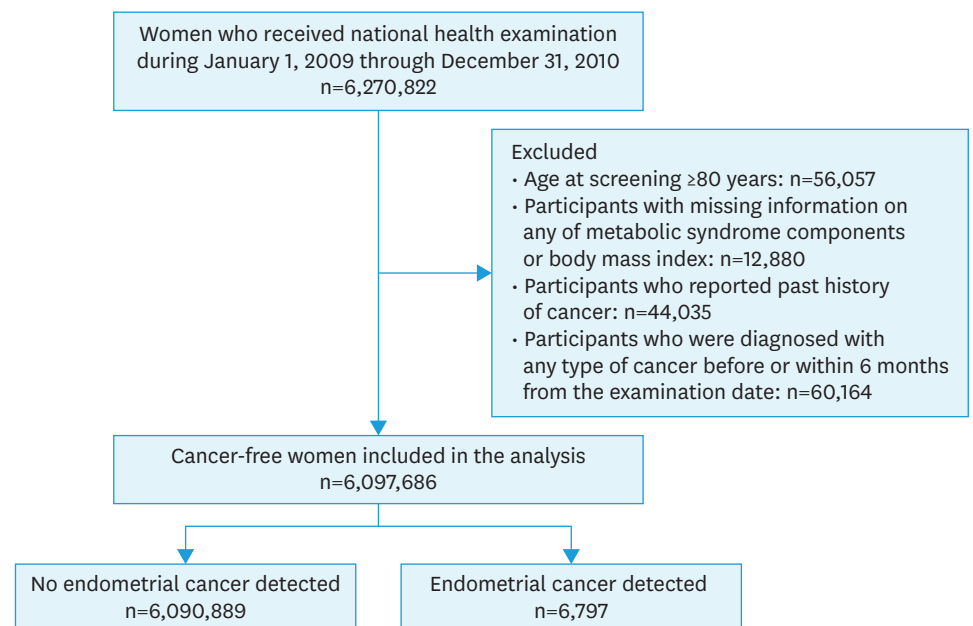 Women who received national health examination
during January 1, 2009 through December 31, 2010
n=6,270,822
Excluded
· Age at screening ≥80 years: n=56,057
· Participants with missing information on
any of metabolic syndrome components
or body mass index: n=12,880
· Participants who reported past history
of cancer: n=44,035
· Participants who were diagnosed with
any type of cancer before or within 6 months
from the examination date: n=60,164
Cancer-free women included in the analysis
n=6,097,686
No endometrial cancer detected
n=6,090,889
Endometrial cancer detected
n=6,797